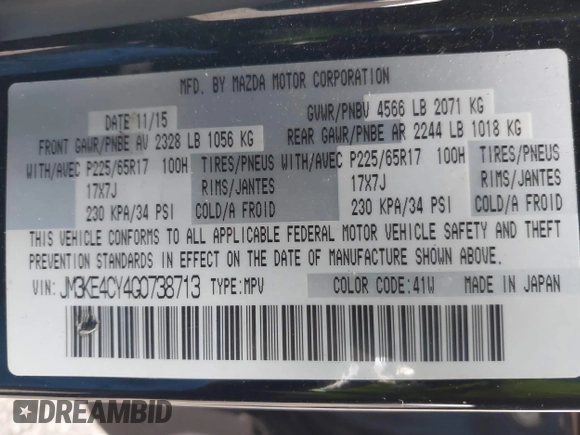 MFD. BY MAZDA MOTOR CORPORATION
DATE 11/15 GVWR/PNBV 4566 LB 2071 KG
FRONT GAWR/PNBE AV 2328 LB 1056 KG REAR GAWR/PNBE AR 2244 LB 1018 KG
WITH/AVEC P225/65R17 100H TIRES/PNEUS WITH/AVEC P225/65R17 100H TIRES/PNEUS
17X7J RIMS/JANTES 17X7J RIMS/JANTES
230 KPA/34 PSI COLD/A FROID 230 KPA/34 PSI COLD/A FROID
THIS VEHICLE CONFORMS TO ALL APPLICABLE FEDERAL MOTOR VEHICLE SAFETY AND THEFT
PREVENTION STANDARDS IN EFFECT ON THE DATE OF MANUFACTURE SHOWN ABOVE.
VIN: JM3KE4CY4G0738713 TYPE:MPV COLOR CODE:41W MADE IN JAPAN
DREAMBID